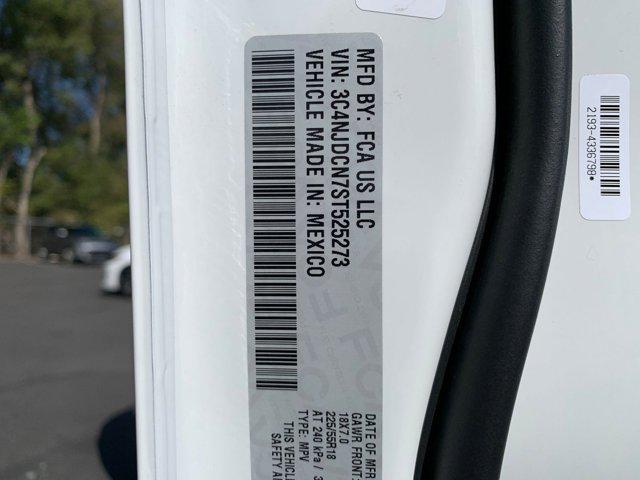 MFD BY: FCA US LLC
VIN: 3C4NJDCN7ST525273
VEHICLE MADE IN: MEXICO
DATE OF MFR
GAWR FRONT:
18X7.0
225/55R18
AT 240 kPa /
TYPE: MPV
THIS VEHICLE
SAFETY
2193-4336798*